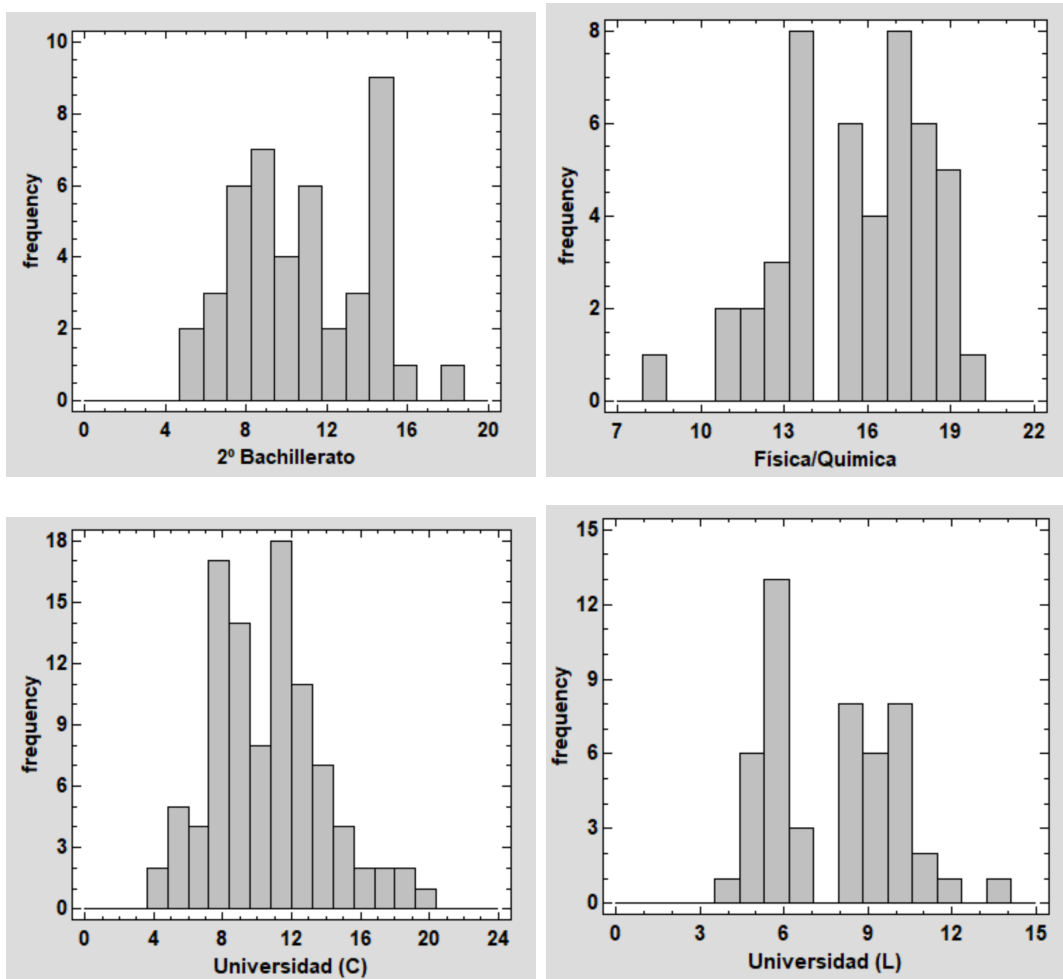 10
8
6
4
2
0
frequency
0 4 8 12 16 20
2º Bachillerato
8
6
4
2
0
frequency
7 10 13 16 19 22
Física/Quimica
18
15
12
9
6
3
0
frequency
0 4 8 12 16 20 24
Universidad (C)
15
12
9
6
3
0
frequency
0 3 6 9 12 15
Universidad (L)